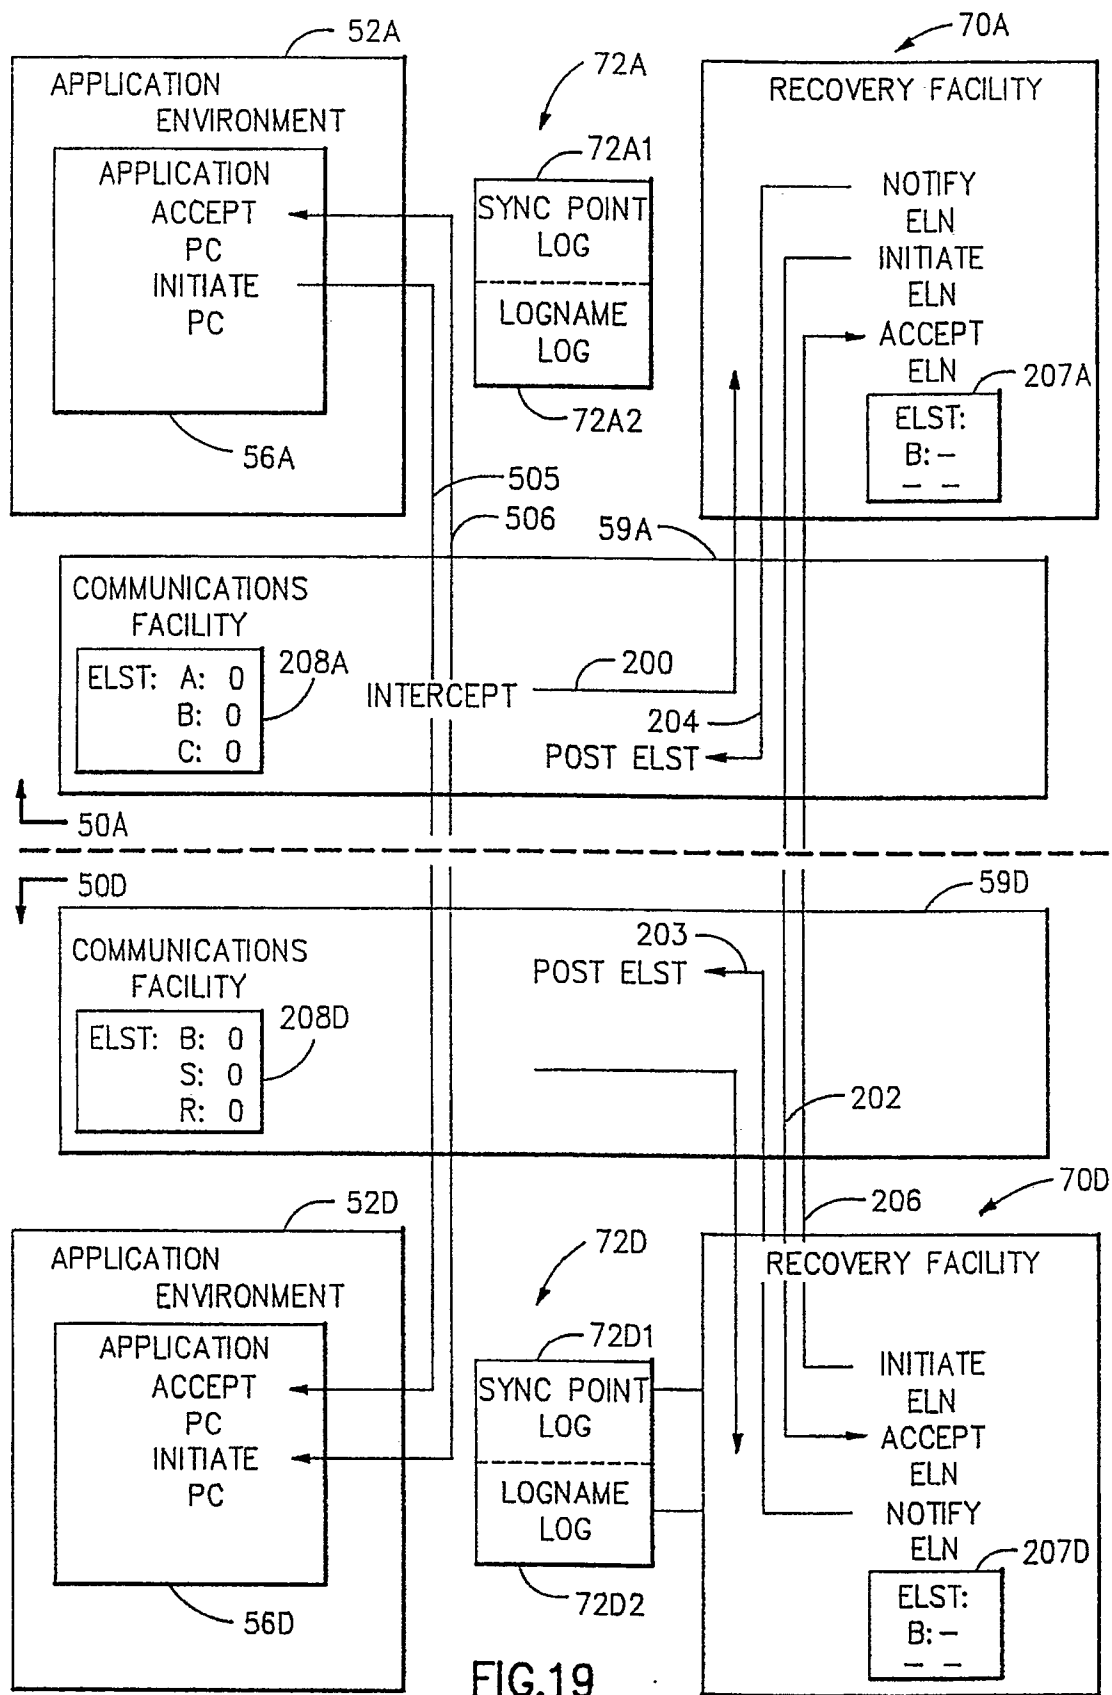 52A
APPLICATION
ENVIRONMENT
APPLICATION
ACCEPT
PC
INITIATE
PC
56A
72A
72A1
SYNC POINT
LOG
LOGNAME
LOG
72A2
70A
RECOVERY FACILITY
NOTIFY
ELN
INITIATE
ELN
ACCEPT
ELN
207A
ELST:
B: –
– –
505
506
59A
COMMUNICATIONS
FACILITY
208A
ELST: A: 0
B: 0
C: 0
INTERCEPT
200
204
POST ELST
50A
50D
59D
COMMUNICATIONS
FACILITY
208D
ELST: B: 0
S: 0
R: 0
203
POST ELST
202
206
52D
APPLICATION
ENVIRONMENT
APPLICATION
ACCEPT
PC
INITIATE
PC
56D
72D
72D1
SYNC POINT
LOG
LOGNAME
LOG
72D2
70D
RECOVERY FACILITY
INITIATE
ELN
ACCEPT
ELN
NOTIFY
ELN
207D
ELST:
B: –
– –
FIG.19